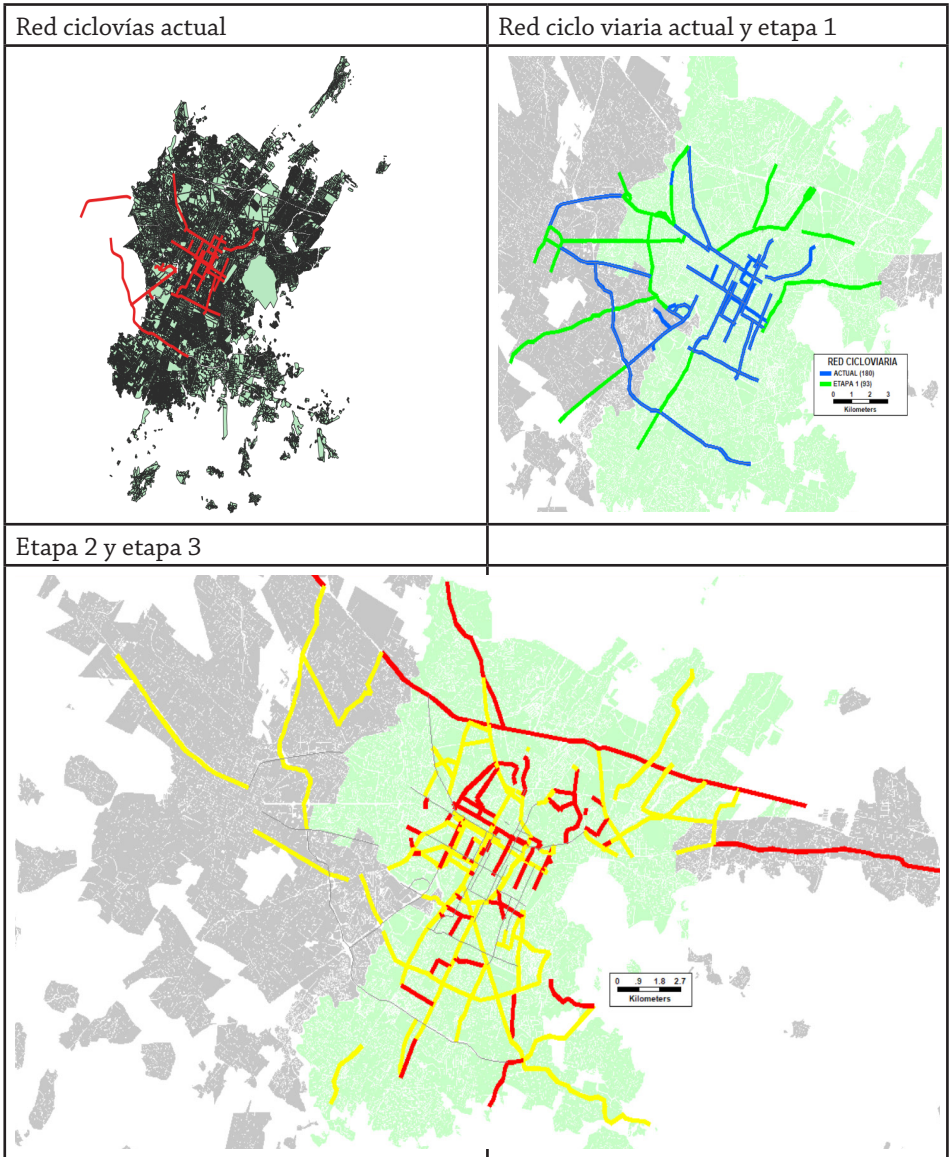 Red ciclovías actual
Red ciclo viaria actual y etapa 1
RED CICLOVIARIA
ACTUAL (180)
ETAPA 1 (93)
0 1 2 3
Kilometers
Etapa 2 y etapa 3
0 .9 1.8 2.7
Kilometers